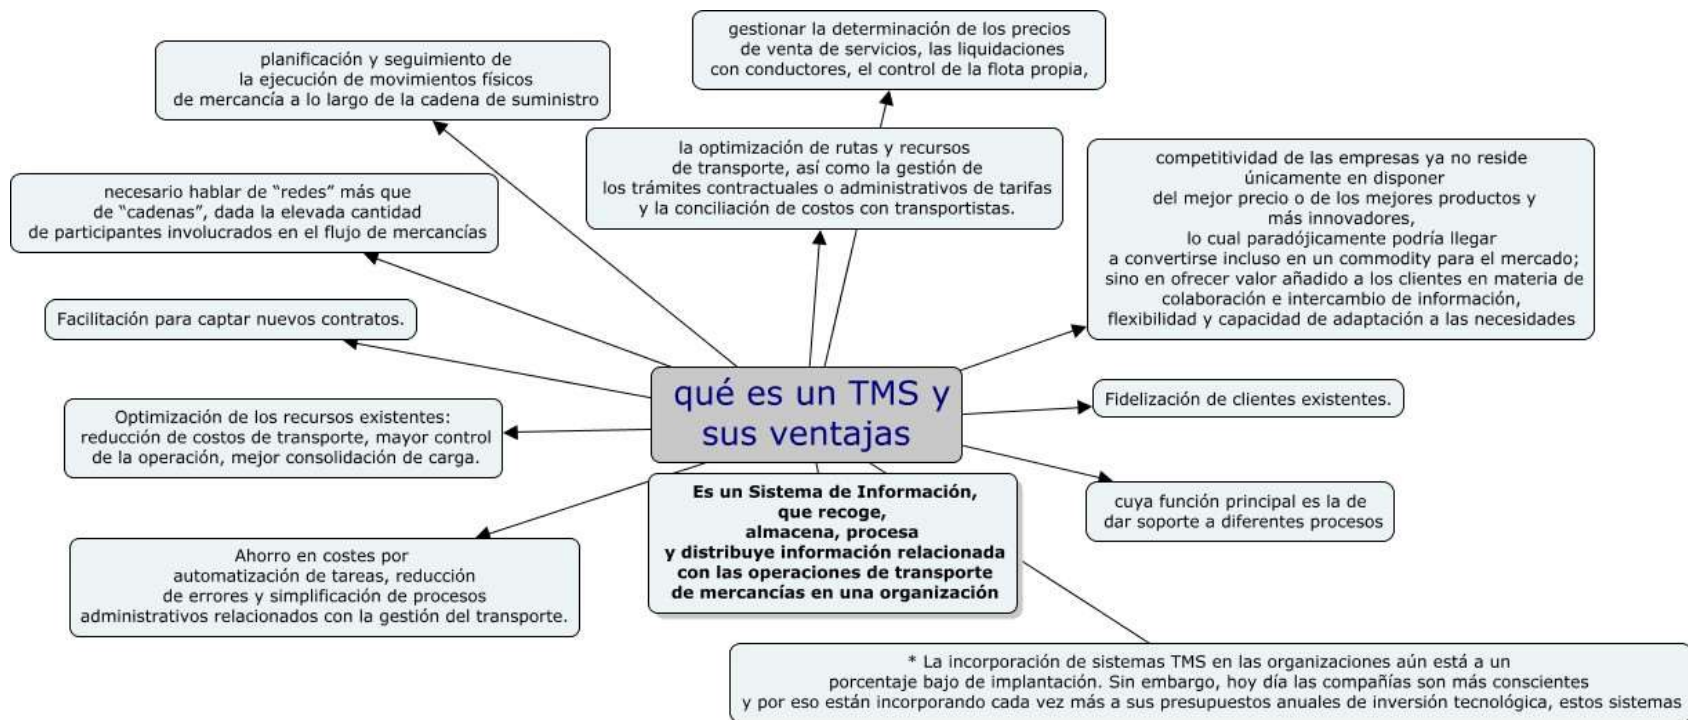 gestionar la determinación de los precios
de venta de servicios, las liquidaciones
con conductores, el control de la flota propia,
planificación y seguimiento de
la ejecución de movimientos físicos
de mercancía a lo largo de la cadena de suministro
la optimización de rutas y recursos
de transporte, así como la gestión de
los trámites contractuales o administrativos de tarifas
y la conciliación de costos con transportistas.
competitividad de las empresas ya no reside
únicamente en disponer
del mejor precio o de los mejores productos y
más innovadores,
lo cual paradójicamente podría llegar
a convertirse incluso en un commodity para el mercado;
sino en ofrecer valor añadido a los clientes en materia de
colaboración e intercambio de información,
flexibilidad y capacidad de adaptación a las necesidades
necesario hablar de “redes” más que
de “cadenas”, dada la elevada cantidad
de participantes involucrados en el flujo de mercancías
Facilitación para captar nuevos contratos.
qué es un TMS y
sus ventajas
Fidelización de clientes existentes.
Optimización de los recursos existentes:
reducción de costos de transporte, mayor control
de la operación, mejor consolidación de carga.
Es un Sistema de Información,
que recoge,
almacena, procesa
y distribuye información relacionada
con las operaciones de transporte
de mercancías en una organización
cuya función principal es la de
dar soporte a diferentes procesos
Ahorro en costes por
automatización de tareas, reducción
de errores y simplificación de procesos
administrativos relacionados con la gestión del transporte.
* La incorporación de sistemas TMS en las organizaciones aún está a un
porcentaje bajo de implantación. Sin embargo, hoy día las compañías son más conscientes
y por eso están incorporando cada vez más a sus presupuestos anuales de inversión tecnológica, estos sistemas